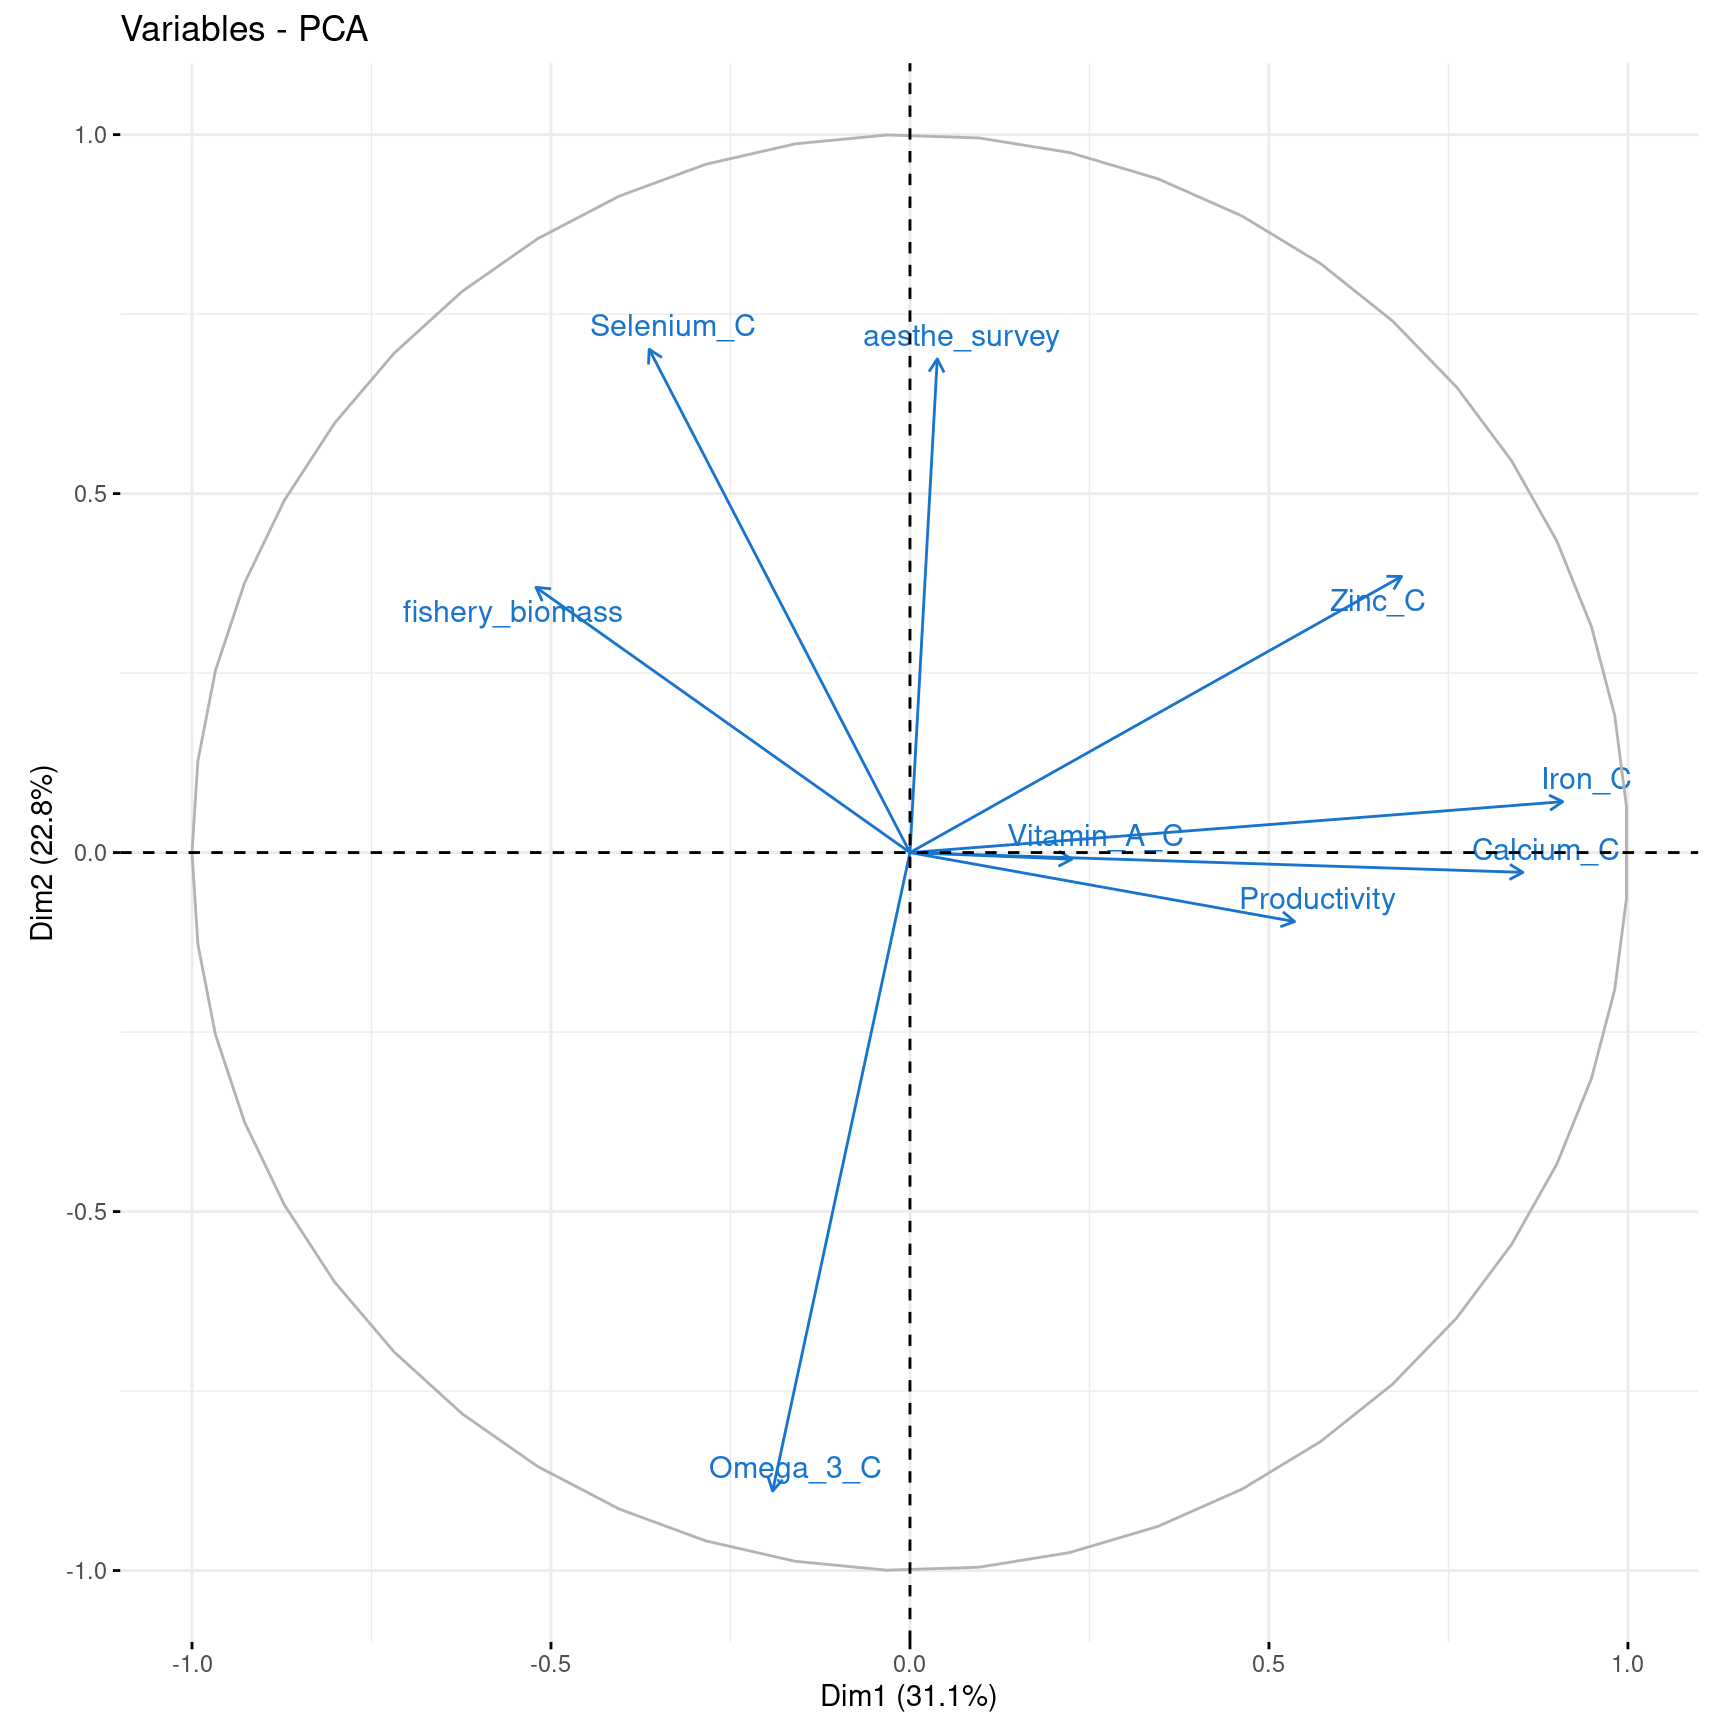 Variables - PCA
1.0
Selenium_C
aesthe_survey
0.5
fishery_biomass
Zinc_C
Iron_C
Vitamin_A_C
Calcium_C
0.0
Productivity
Dim2 (22.8%)
-0.5
Omega_3_C
-1.0
-1.0 -0.5 0.0 0.5 1.0
Dim1 (31.1%)